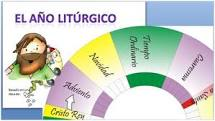 EL AÑO LITÚRGICO
Cristo Rey
Adviento
Navidad
Tiempo
Ordinario
Cuaresma